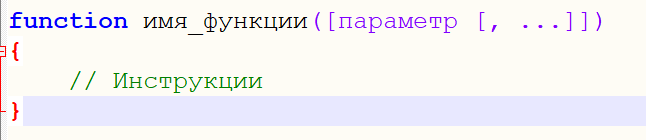 function имя_функции([параметр [, ...]])
{
    // Инструкции
}